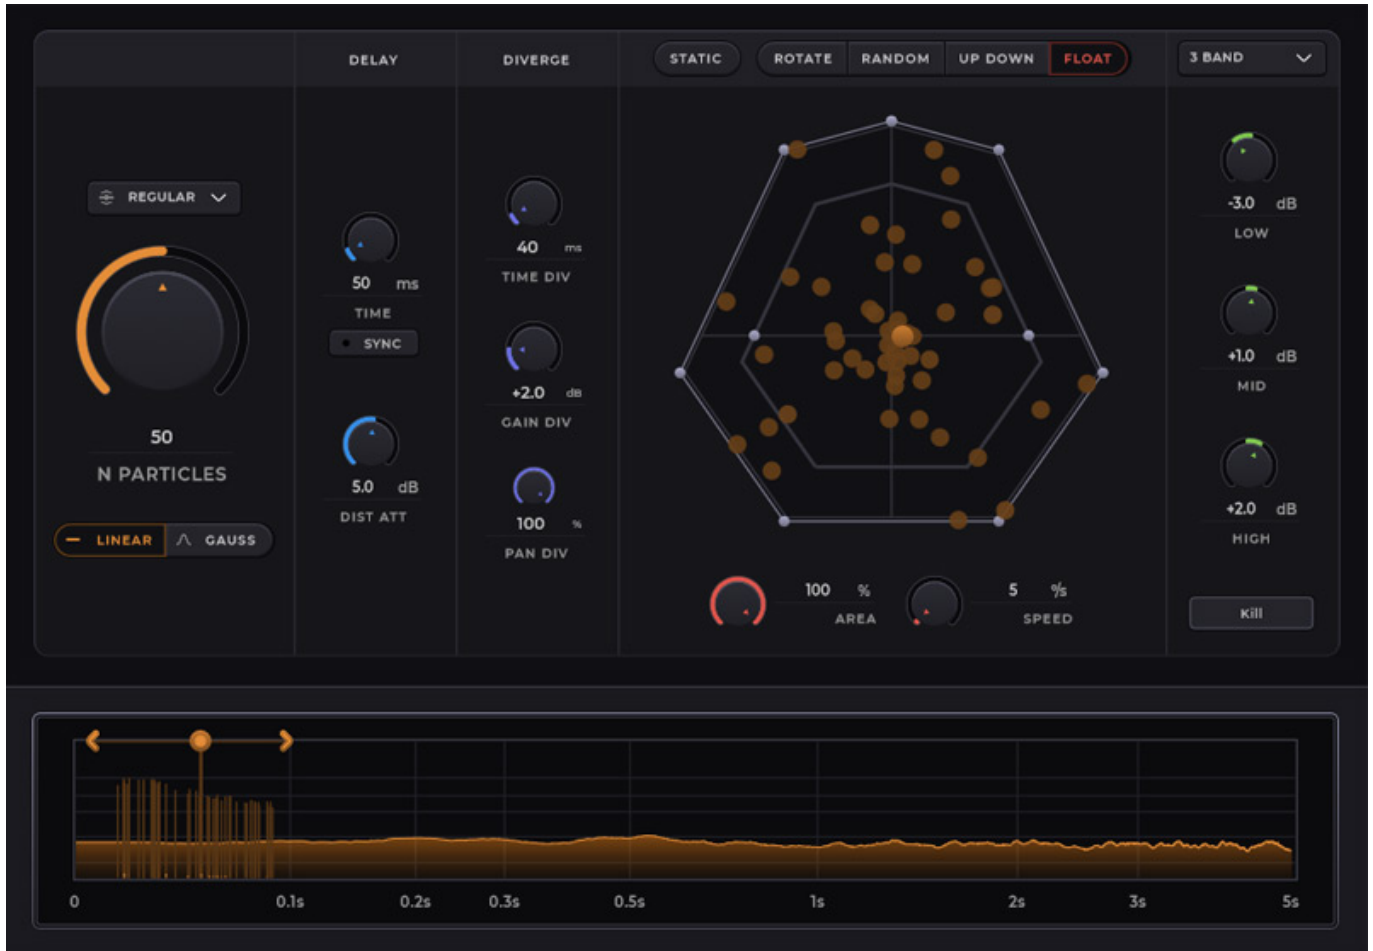 DELAY
DIVERGE
STATIC
ROTATE
RANDOM
UP DOWN
FLOAT
3 BAND
REGULAR
50
N PARTICLES
LINEAR
GAUSS
50 ms
TIME
SYNC
5.0 dB
DIST ATT
40 ms
TIME DIV
+2.0 dB
GAIN DIV
100 %
PAN DIV
100 %
AREA
5 °/s
SPEED
-3.0 dB
LOW
+1.0 dB
MID
+2.0 dB
HIGH
Kill
0 0.1s 0.2s 0.3s 0.5s 1s 2s 3s 5s